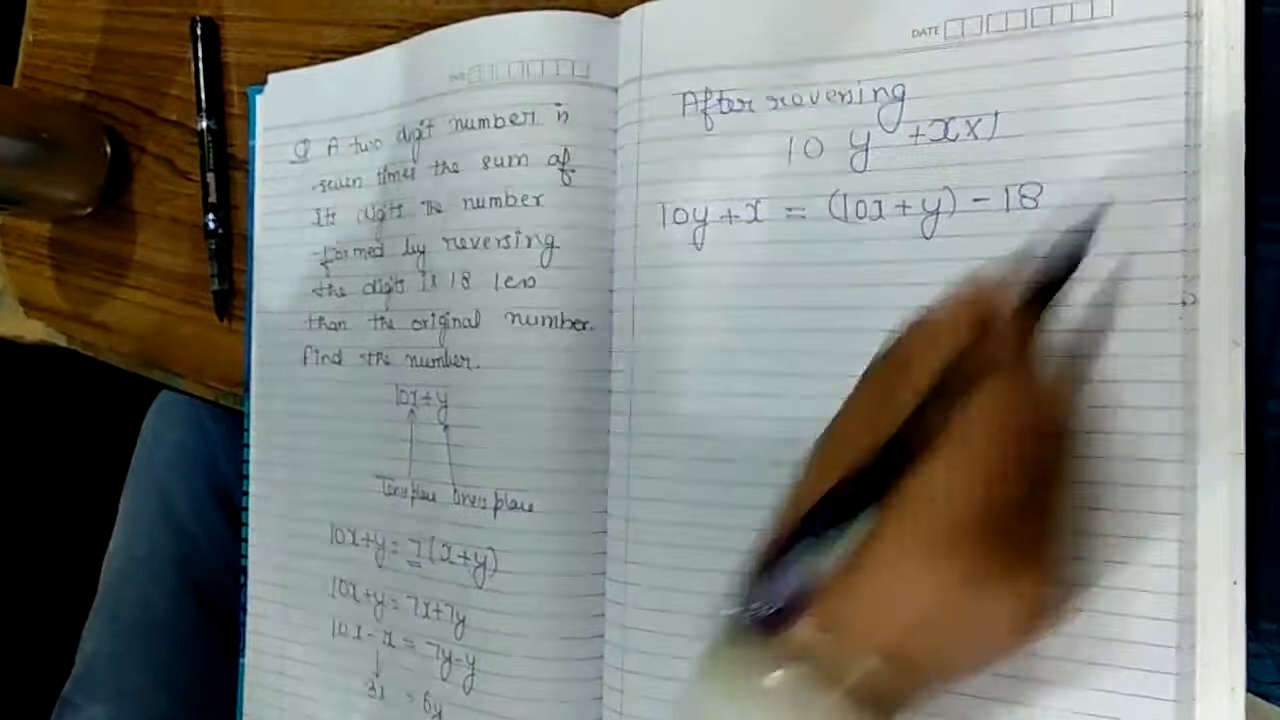 DATE
Q A two digit number is
seven times the sum of
Its digits The number
formed by reversing
the digits Is 18 less
than the original number.
Find the number.
10x+y
Tens place Ones place
10x+y = 7(x+y)
10x+y = 7x+7y
10x-x = 7y-y
3x = 6y
DATE
After reversing
10 y + x x 1
10y+x = (10x+y) - 18